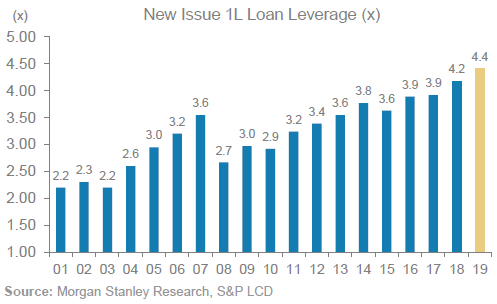 (x)
New Issue 1L Loan Leverage (x)
5.00
4.50
4.00
3.50
3.00
2.50
2.00
1.50
1.00
2.2 2.3 2.2 2.6 3.0 3.2 3.6 2.7 3.0 2.9 3.2 3.4 3.6 3.8 3.6 3.9 3.9 4.2 4.4
01 02 03 04 05 06 07 08 09 10 11 12 13 14 15 16 17 18 19
Source: Morgan Stanley Research, S&P LCD